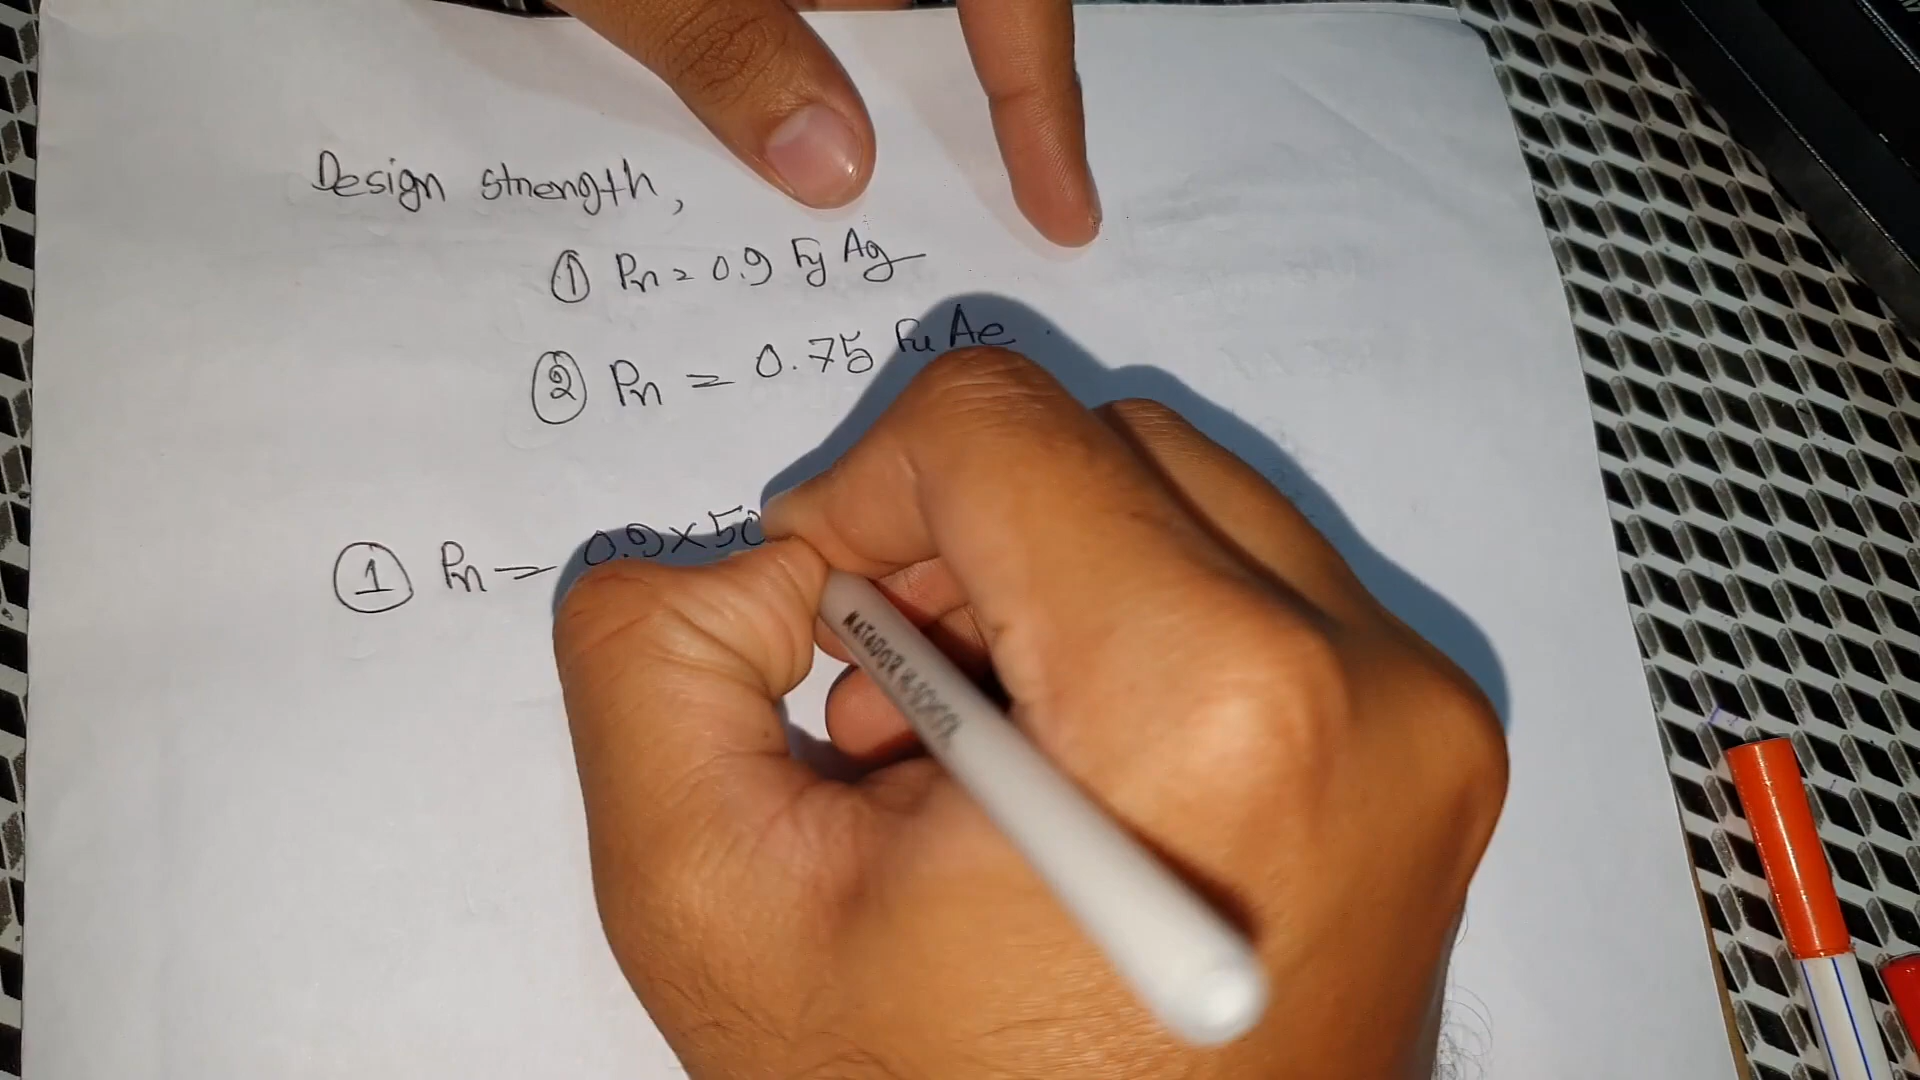 Design strength,
① Pn = 0.9 Fy Ag
② Pn = 0.75 Fu Ae
① Pn = 0.9×50
MATADOR